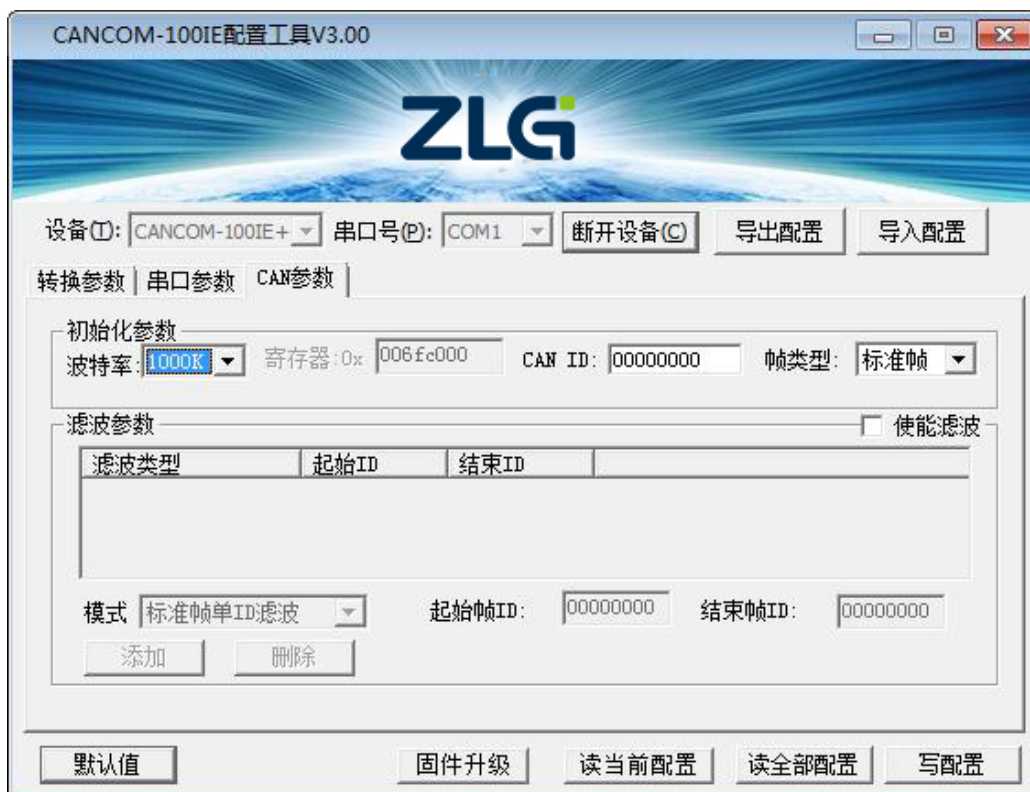 CANCOM-100IE配置工具V3.00
ZLG
设备(T): CANCOM-100IE+ 串口号(P): COM1 断开设备(C) 导出配置 导入配置
转换参数 串口参数 CAN参数
初始化参数
波特率: 1000K 寄存器:0x 006fc000 CAN ID: 00000000 帧类型: 标准帧
滤波参数 使能滤波
滤波类型 起始ID 结束ID
模式 标准帧单ID滤波 起始帧ID: 00000000 结束帧ID: 00000000
添加 删除
默认值 固件升级 读当前配置 读全部配置 写配置